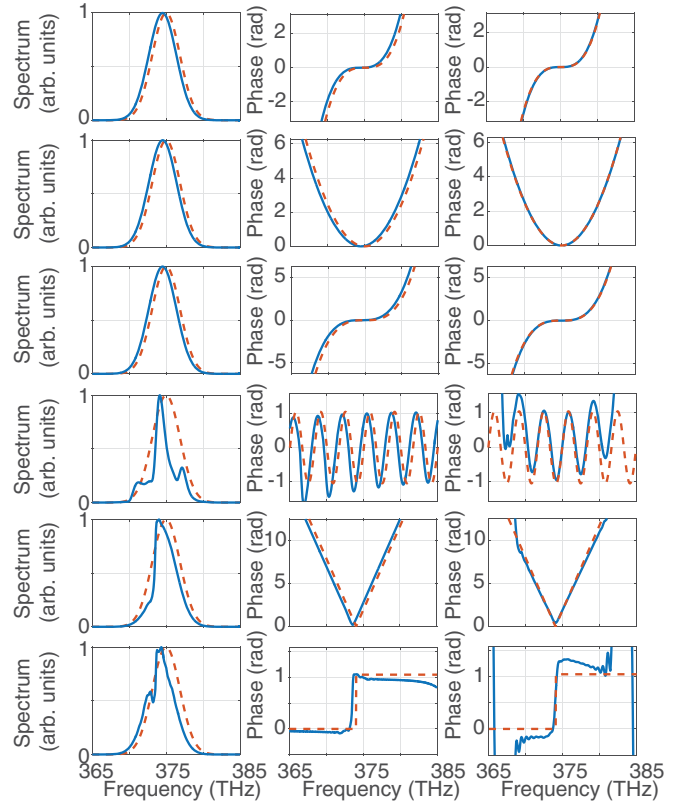 Spectrum (arb. units) 1 0 Phase (rad) 2 0 -2 Phase (rad) 2 0 -2
Spectrum (arb. units) 1 0 Phase (rad) 6 4 2 0 Phase (rad) 6 4 2 0
Spectrum (arb. units) 1 0 Phase (rad) 5 0 -5 Phase (rad) 5 0 -5
Spectrum (arb. units) 1 0 Phase (rad) 1 0 -1 Phase (rad) 1 0 -1
Spectrum (arb. units) 1 0 Phase (rad) 10 5 0 Phase (rad) 10 5 0
Spectrum (arb. units) 1 0 Phase (rad) 1 0 Phase (rad) 1 0
365 375 385 365 375 385 365 375 385
Frequency (THz) Frequency (THz) Frequency (THz)